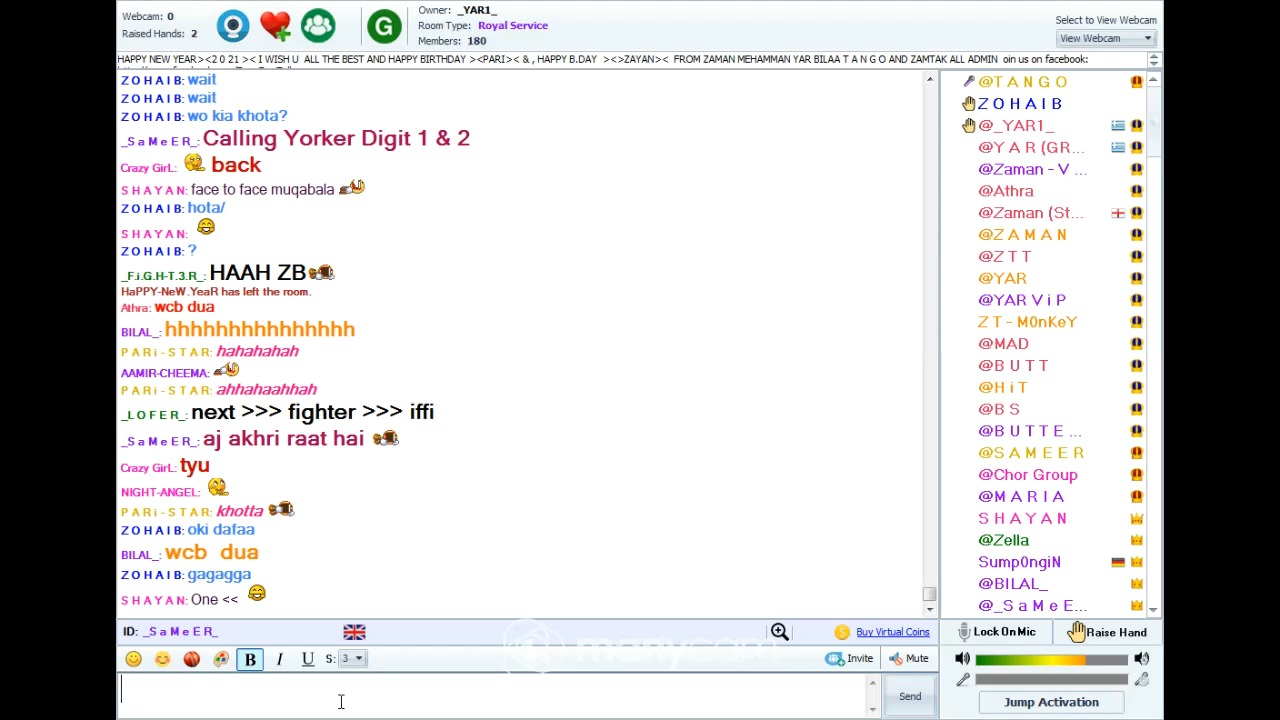 Webcam: 0
Raised Hands: 2
G
Owner: _YAR1_
Room Type: Royal Service
Members: 180
Select to View Webcam
View Webcam
HAPPY NEW YEAR><2 0 21 >< I WISH U ALL THE BEST AND HAPPY BIRTHDAY ><PARI>< & , HAPPY B.DAY ><>ZAYAN>< FROM ZAMAN MEHAMMAN YAR BILAA T A N G O AND ZAMTAK ALL ADMIN oin us on facebook:
Z O H A I B: wait
Z O H A I B: wait
Z O H A I B: wo kia khota?
_S a M e E R_: Calling Yorker Digit 1 & 2
Crazy GirL: back
S H A Y A N: face to face muqabala
Z O H A I B: hota/
S H A Y A N:
Z O H A I B: ?
_F.i.G.H-T.3.R_: HAAH ZB
HaPPY-NeW.YeaR has left the room.
Athra: wcb dua
BILAL_: hhhhhhhhhhhhhhh
P A R i - S T A R: hahahahah
AAMIR-CHEEMA:
P A R i - S T A R: ahhahaahhah
_L O F E R_: next >>> fighter >>> iffi
_S a M e E R_: aj akhri raat hai
Crazy GirL: tyu
NIGHT-ANGEL:
P A R i - S T A R: khotta
Z O H A I B: oki dafaa
BILAL_: wcb dua
Z O H A I B: gagagga
S H A Y A N: One <<
@T A N G O
Z O H A I B
@_YAR1_
@Y A R (GR...
@Zaman - V ...
@Athra
@Zaman (St...
@Z A M A N
@Z T T
@YAR
@YAR V i P
Z T - M0nKeY
@MAD
@B U T T
@H i T
@B S
@B U T T E ...
@S A M E E R
@Chor Group
@M A R I A
S H A Y A N
@Zella
Sump0ngiN
@BILAL_
@_S a M e E...
ID: _S a M e E R_
Buy Virtual Coins
Lock On Mic
Raise Hand
B I U S: 3
manycam
Invite
Mute
Send
Jump Activation